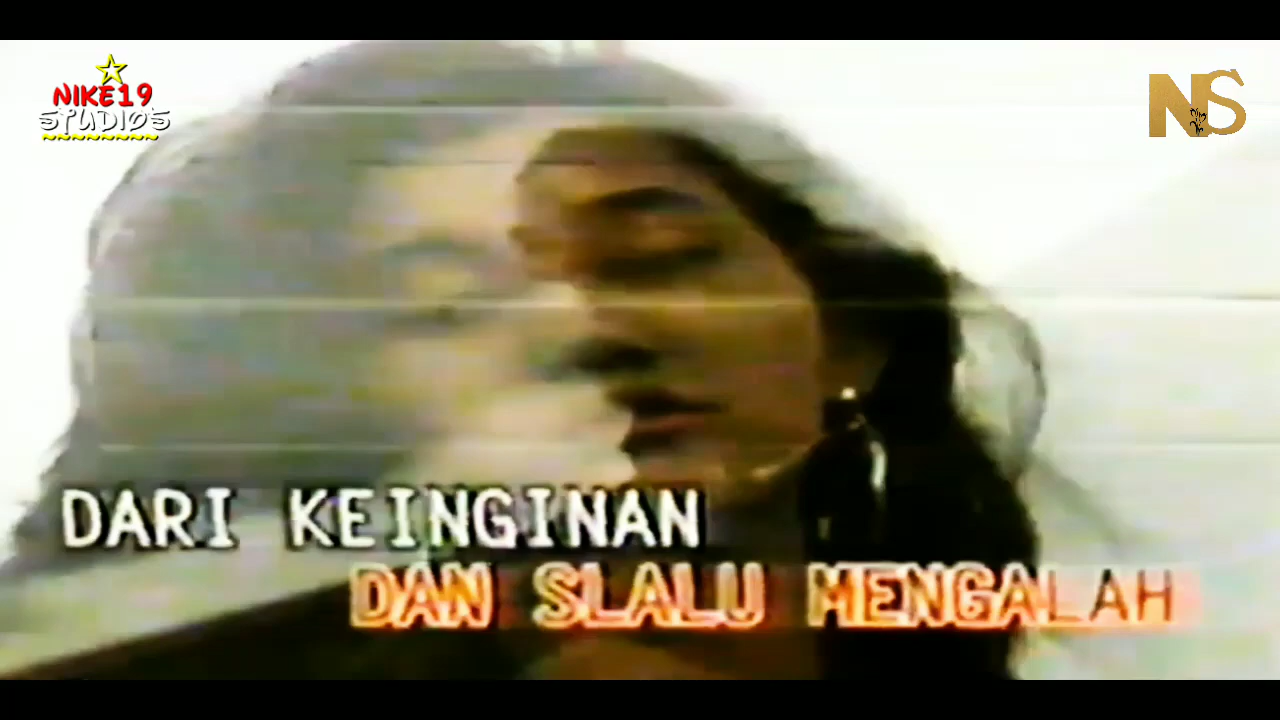 NIKE19
STUDIOS
NS
DARI KEINGINAN
DAN SLALU MENGALAH